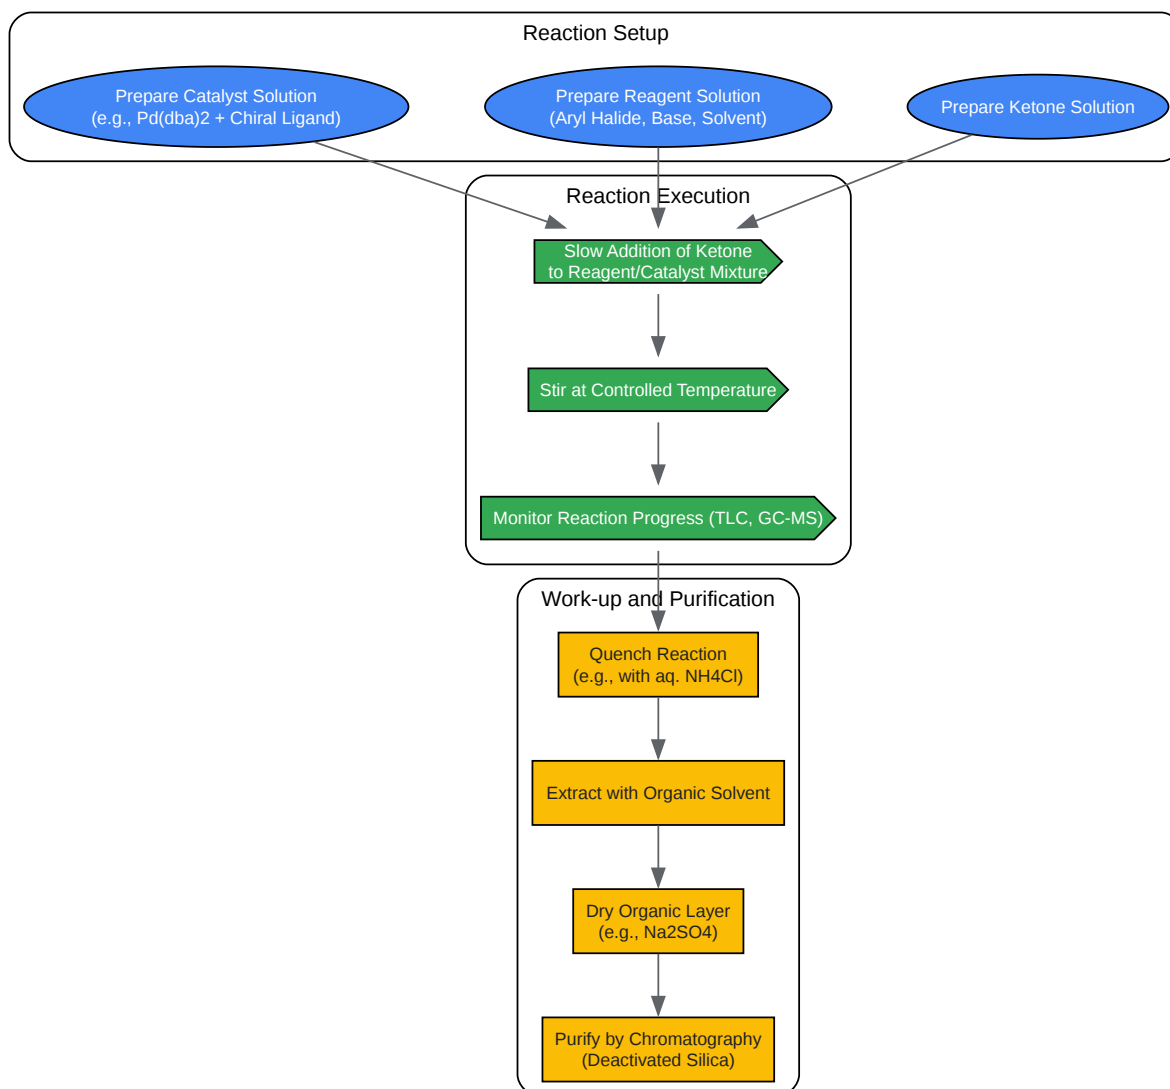 Reaction Setup
Prepare Catalyst Solution
(e.g., Pd(dba)2 + Chiral Ligand)
Prepare Reagent Solution
(Aryl Halide, Base, Solvent)
Prepare Ketone Solution
Reaction Execution
Slow Addition of Ketone
to Reagent/Catalyst Mixture
Stir at Controlled Temperature
Monitor Reaction Progress (TLC, GC-MS)
Work-up and Purification
Quench Reaction
(e.g., with aq. NH4Cl)
Extract with Organic Solvent
Dry Organic Layer
(e.g., Na2SO4)
Purify by Chromatography
(Deactivated Silica)